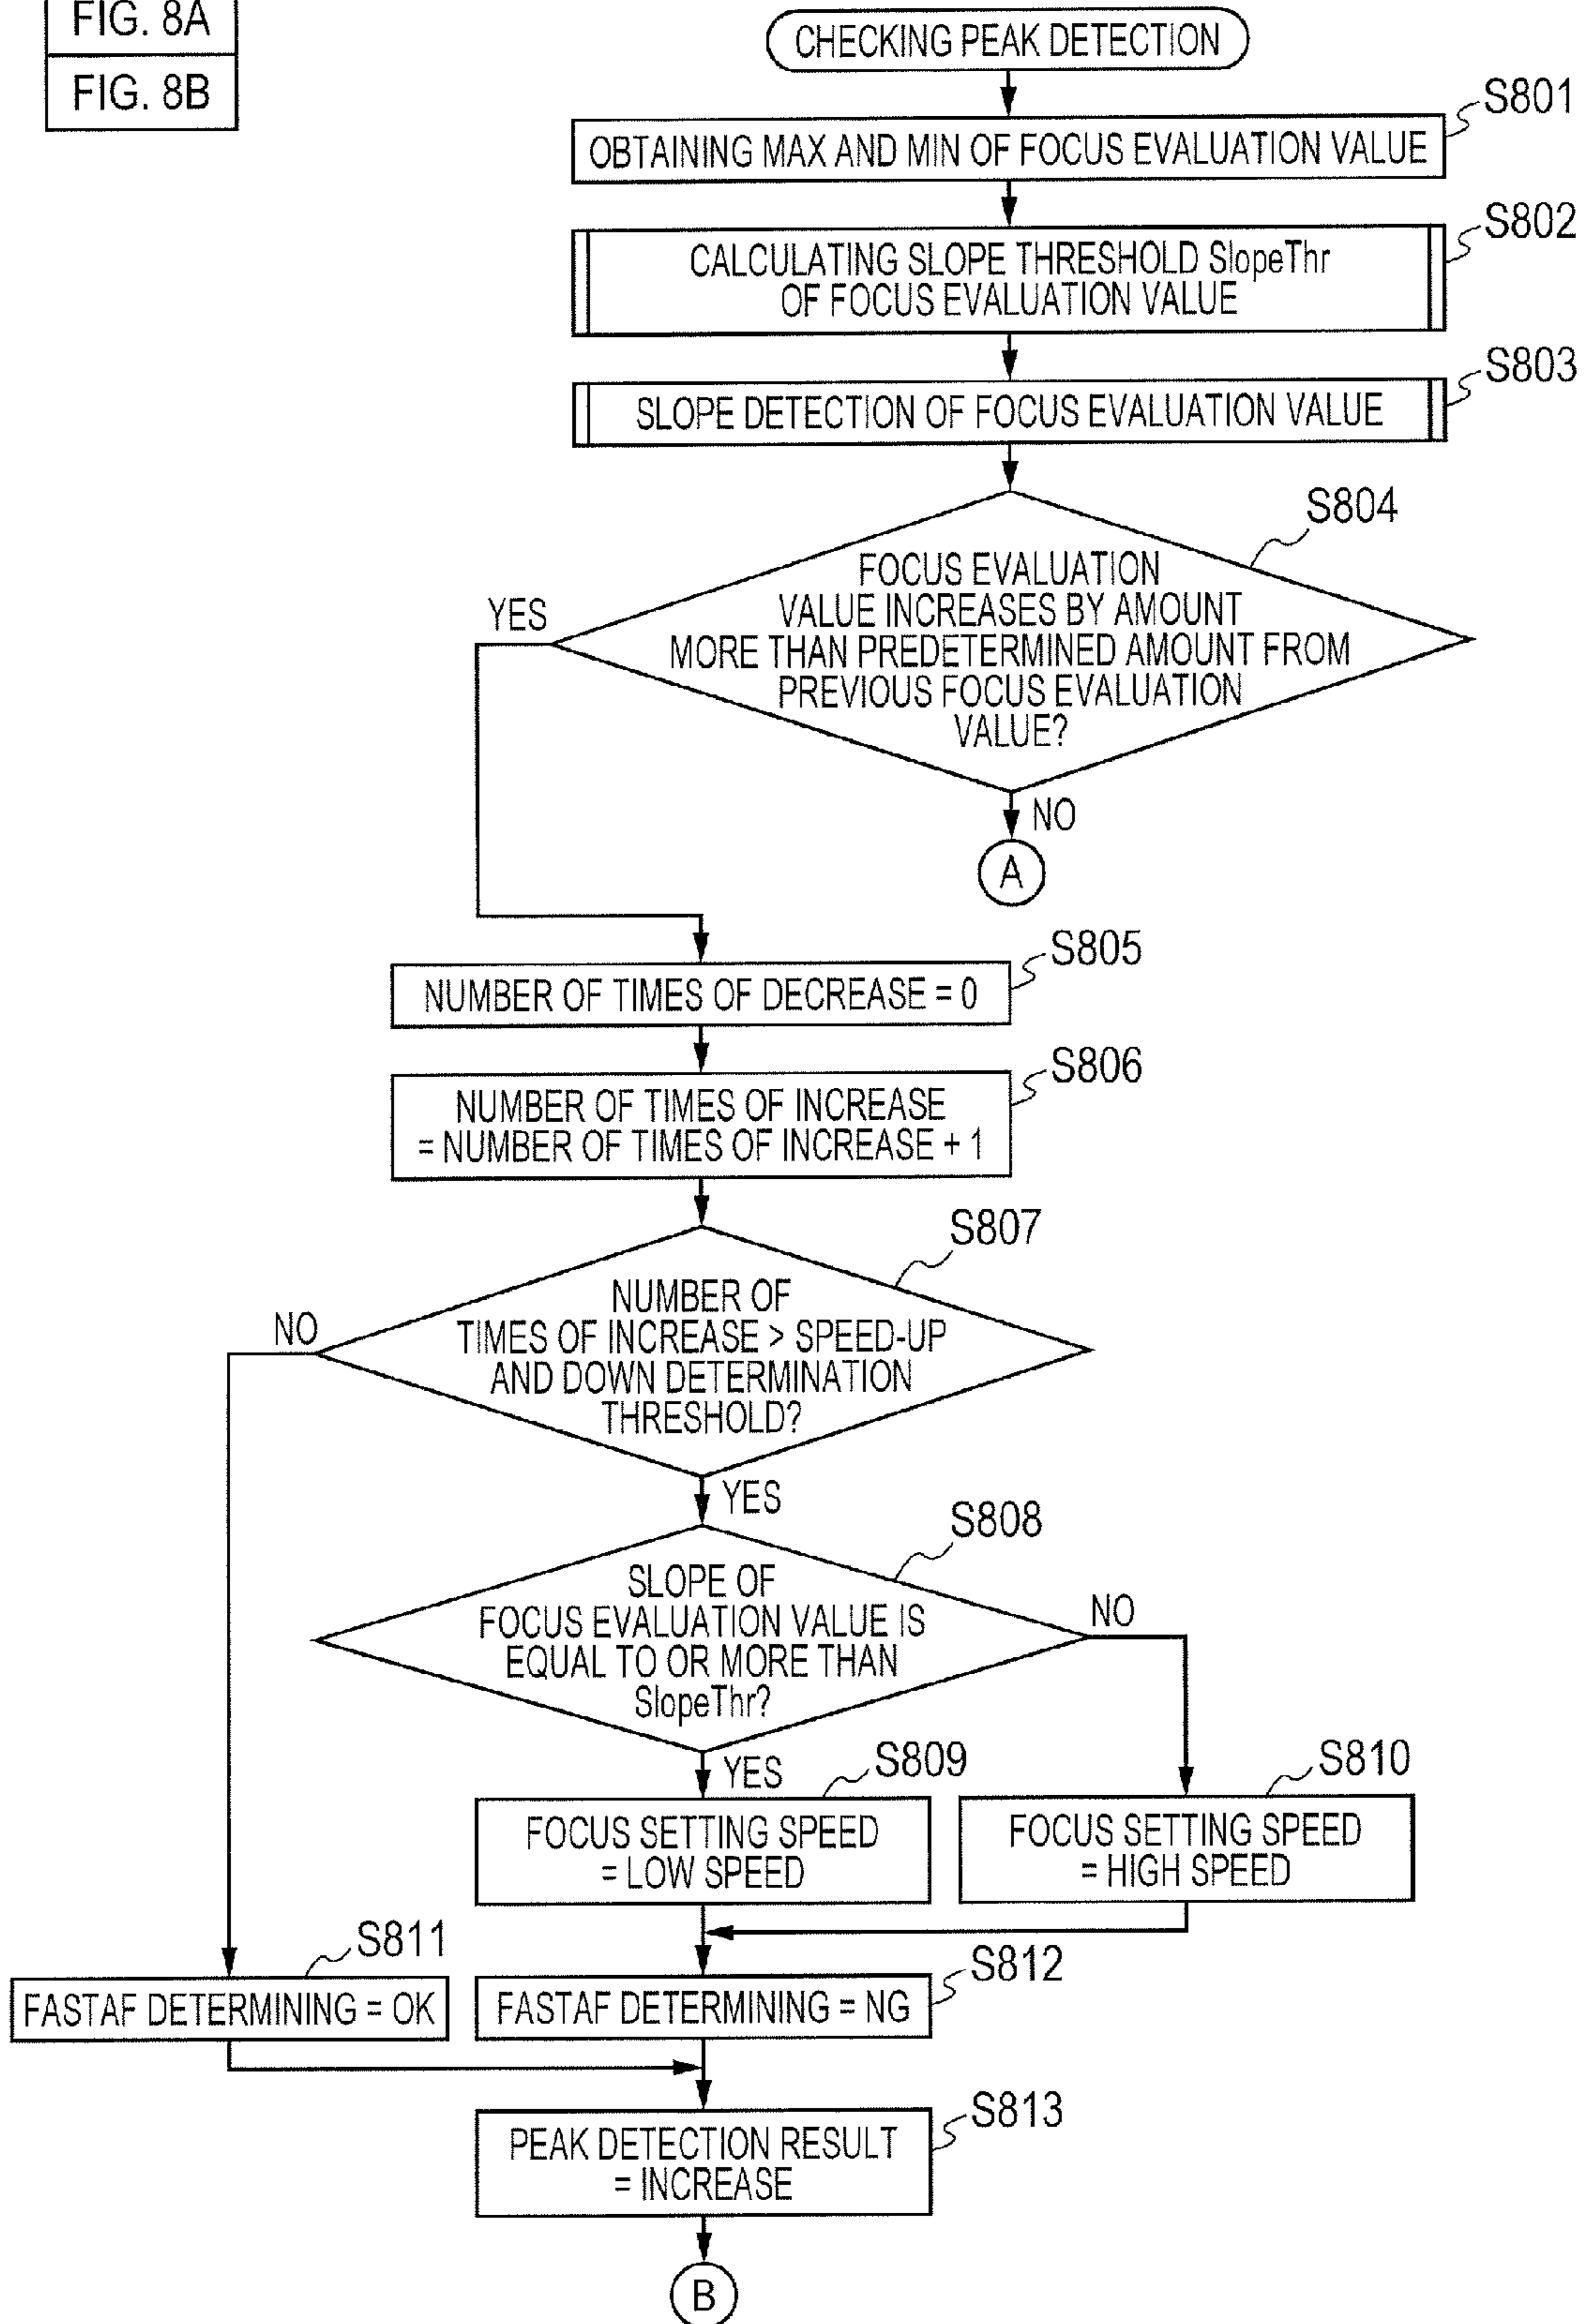 FIG. 8A
FIG. 8B
CHECKING PEAK DETECTION
S801
OBTAINING MAX AND MIN OF FOCUS EVALUATION VALUE
S802
CALCULATING SLOPE THRESHOLD SlopeThr
OF FOCUS EVALUATION VALUE
S803
SLOPE DETECTION OF FOCUS EVALUATION VALUE
S804
FOCUS EVALUATION
VALUE INCREASES BY AMOUNT
MORE THAN PREDETERMINED AMOUNT FROM
PREVIOUS FOCUS EVALUATION
VALUE?
YES
NO
A
S805
NUMBER OF TIMES OF DECREASE = 0
S806
NUMBER OF TIMES OF INCREASE
= NUMBER OF TIMES OF INCREASE + 1
S807
NUMBER OF
TIMES OF INCREASE > SPEED-UP
AND DOWN DETERMINATION
THRESHOLD?
NO
YES
S808
SLOPE OF
FOCUS EVALUATION VALUE IS
EQUAL TO OR MORE THAN
SlopeThr?
NO
YES
S809
FOCUS SETTING SPEED
= LOW SPEED
S810
FOCUS SETTING SPEED
= HIGH SPEED
S811
FASTAF DETERMINING = OK
S812
FASTAF DETERMINING = NG
S813
PEAK DETECTION RESULT
= INCREASE
B